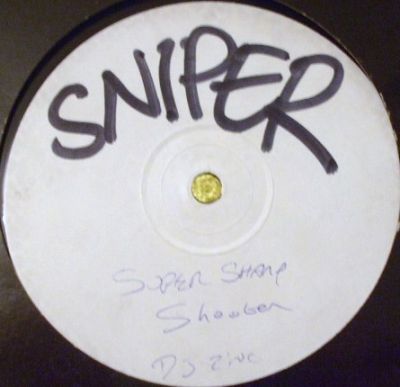 SNIPER
SUPER SHARP
Shooter
DJ ZINC